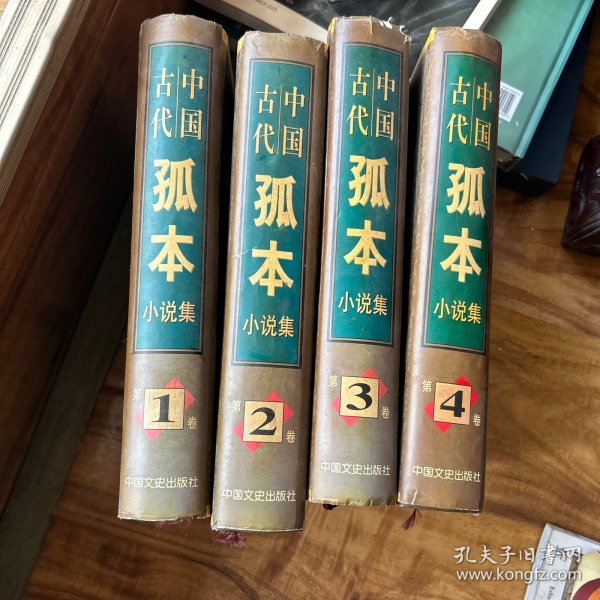 中国
古代
孤本
小说集
第1卷
中国文史出版社
中国
古代
孤本
小说集
第2卷
中国文史出版社
中国
古代
孤本
小说集
第3卷
中国文史出版社
中国
古代
孤本
小说集
第4卷
中国文史出版社
孔夫子旧书网
www.kongfz.com